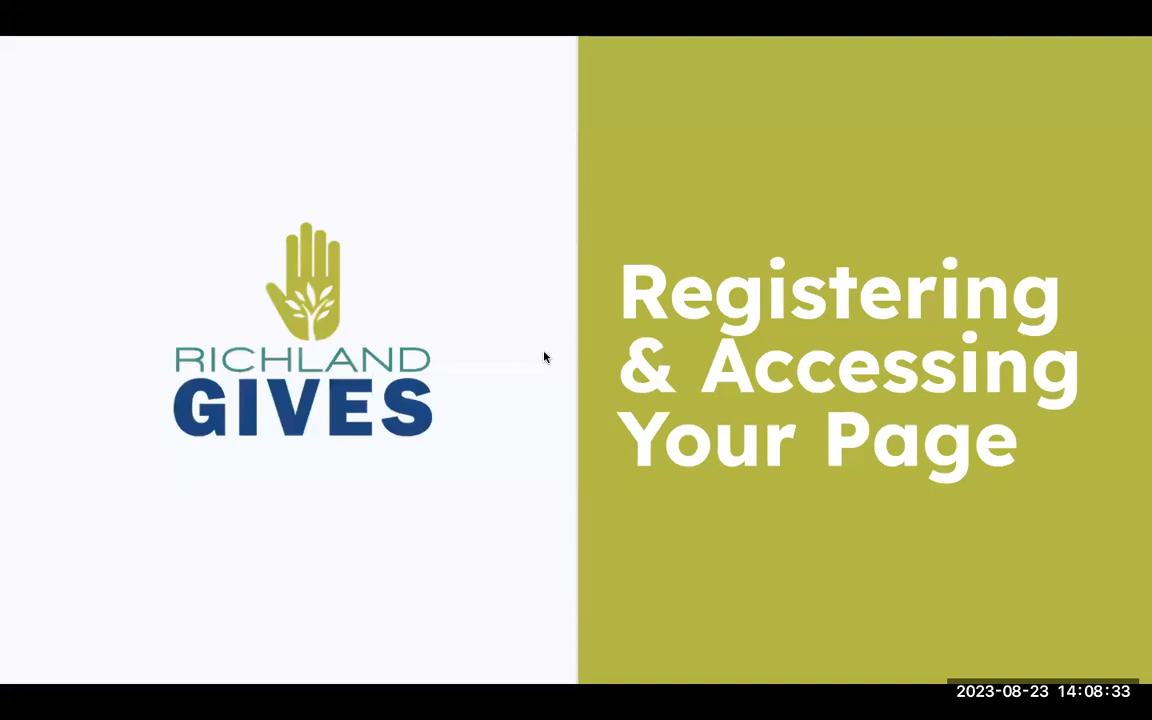 RICHLAND
GIVES
Registering
& Accessing
Your Page
2023-08-23 14:08:33